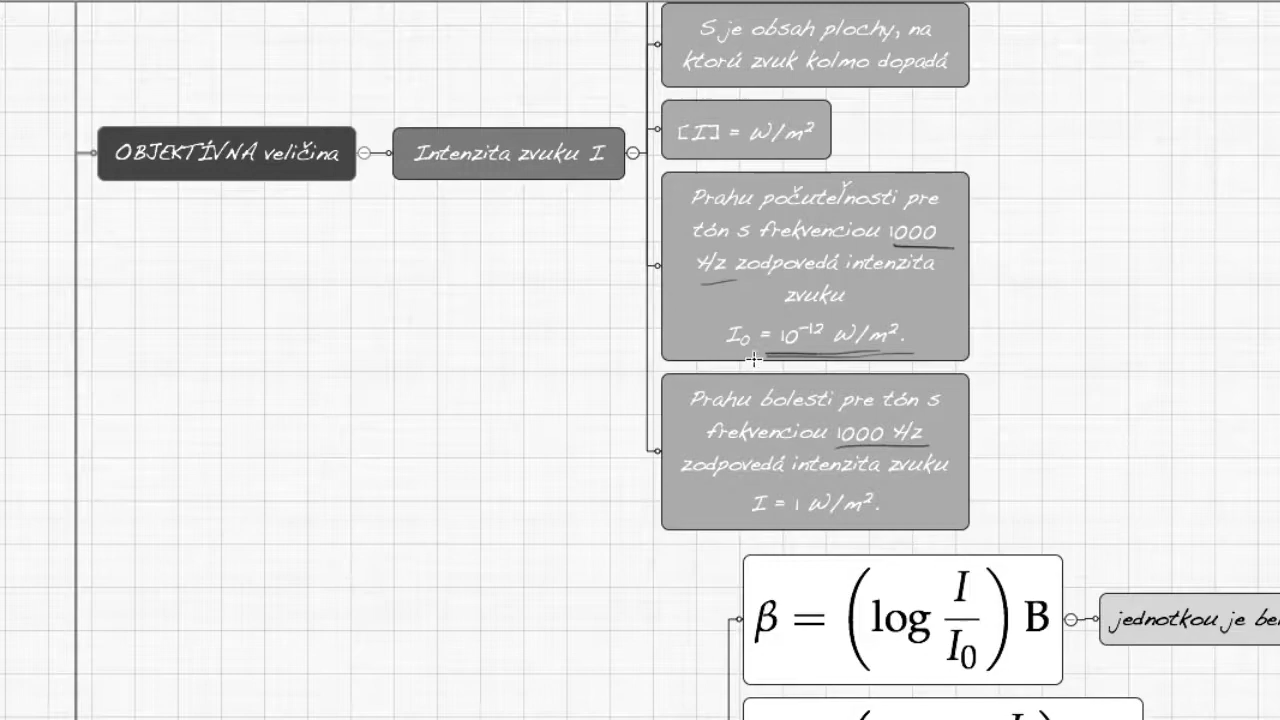 S je obsah plochy, na
ktorú zvuk kolmo dopadá
[I] = W/m²
OBJEKTÍVNA veličina
Intenzita zvuku I
Prahu počuteľnosti pre
tón s frekvenciou 1000
Hz zodpovedá intenzita
zvuku
I₀ = 10⁻¹² W/m².
Prahu bolesti pre tón s
frekvenciou 1000 Hz
zodpovedá intenzita zvuku
I = 1 W/m².
β = (log I/I₀) B
jednotkou je